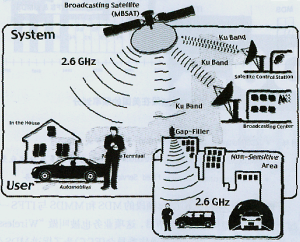 Broadcasting Satellite
(MBSAT)
System
Ku Band
2.6 GHz
Ku Band
Satellite Control Station
Ku Band
Broadcasting Center
In the House
Gap-Filler
Terminal
Non-Sensitive
Area
User
Automobiles
2.6 GHz